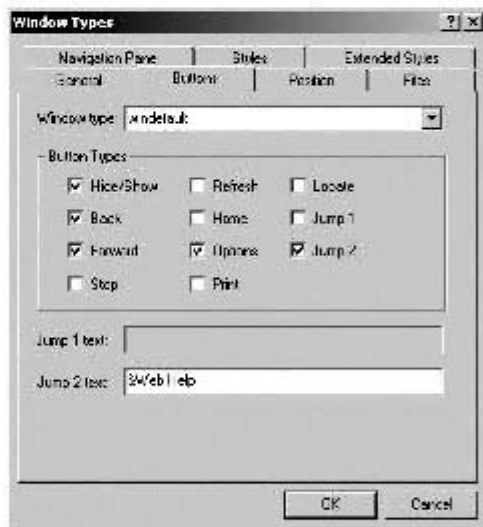 Window Types
Navigation Pane Styles Extended Styles
General Buttons Position Files
Window type: windefault
Button Types
Hide/Show Refresh Locate
Back Home Jump 1
Forward Options Jump 2
Stop Print
Jump 1 text:
Jump 2 text: &Web Help
OK Cancel